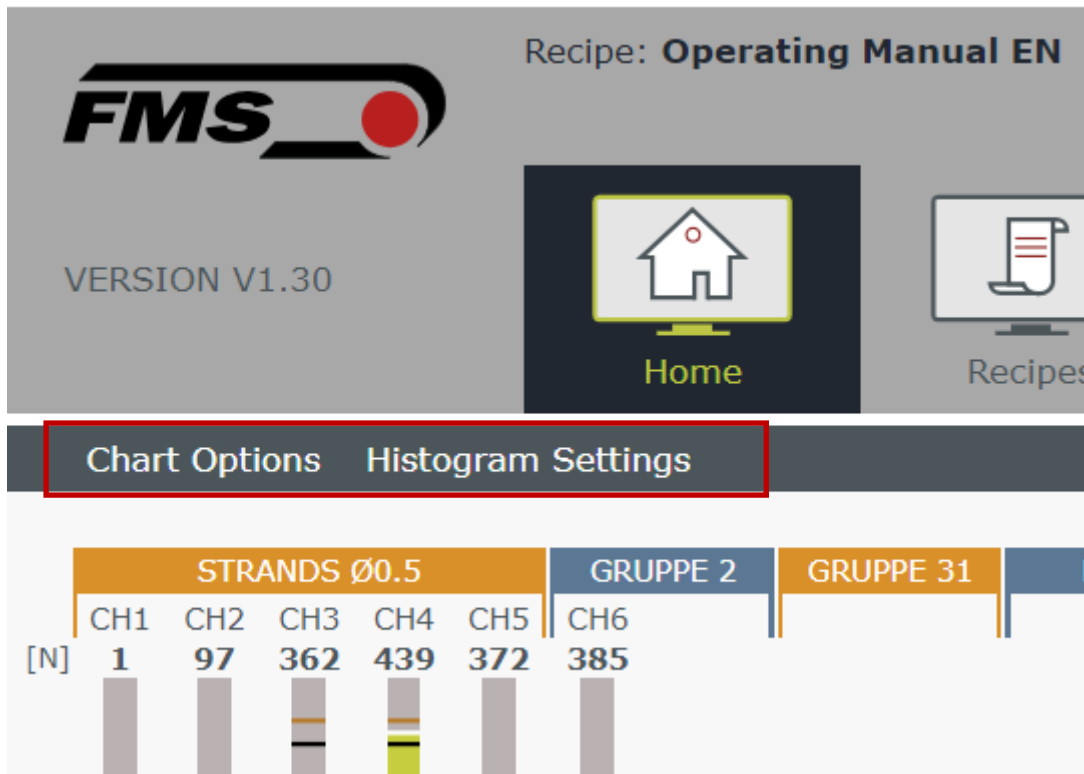 Recipe: Operating Manual EN
FMS
VERSION V1.30
Home
Recipes
Chart Options Histogram Settings
STRANDS Ø0.5 GRUPPE 2 GRUPPE 31
CH1 CH2 CH3 CH4 CH5 CH6
[N] 1 97 362 439 372 385